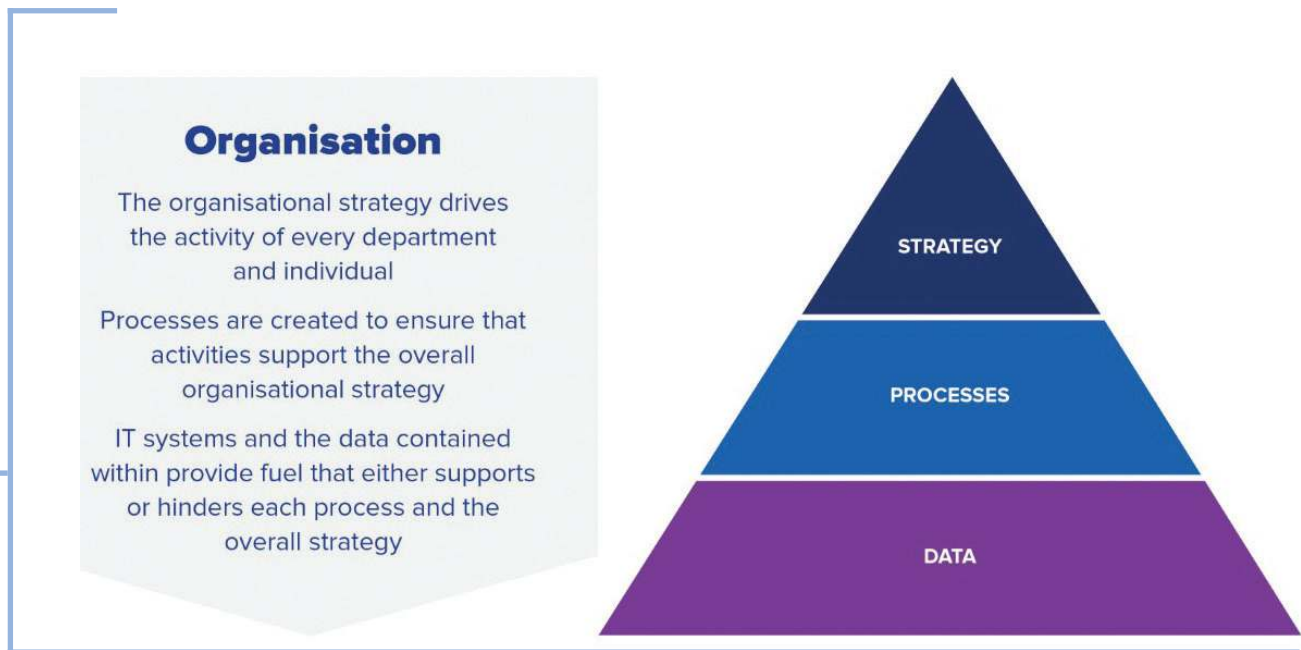 Organisation
The organisational strategy drives
the activity of every department
and individual
Processes are created to ensure that
activities support the overall
organisational strategy
IT systems and the data contained
within provide fuel that either supports
or hinders each process and the
overall strategy
STRATEGY
PROCESSES
DATA